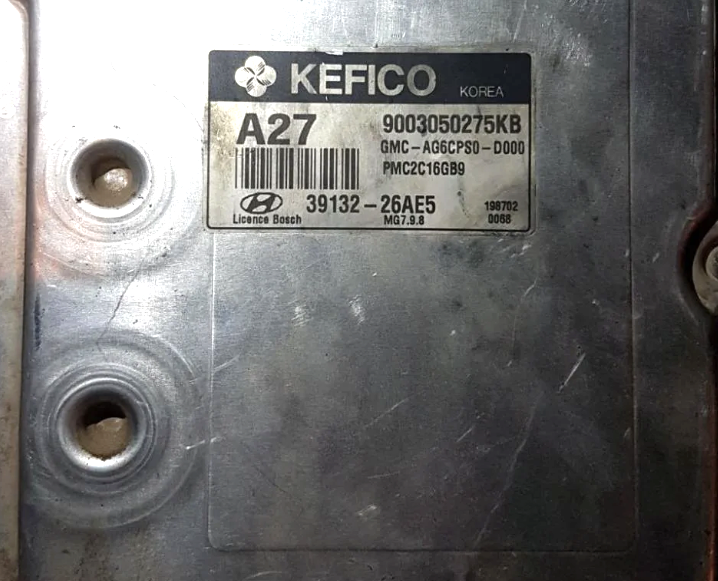 KEFICO KOREA
A27 9003050275KB
GMC-AG6CPS0-D000
PMC2C16GB9
39132-26AE5 198702
Licence Bosch MG7.9.8 0068